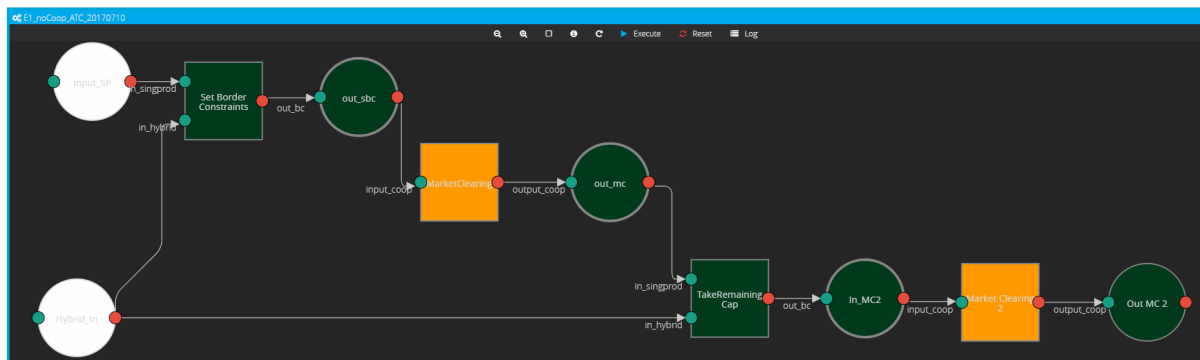 E1_noCoop_ATC_20170710
Execute
Reset
Log
Input_SP
in_singprod
Set Border
Constraints
in_hybrid
out_bc
out_sbc
input_coop
MarketClearing
output_coop
out_mc
Hybrid_In
in_singprod
in_hybrid
TakeRemaining
Cap
out_bc
In_MC2
input_coop
Market Clearing
2
output_coop
Out MC 2